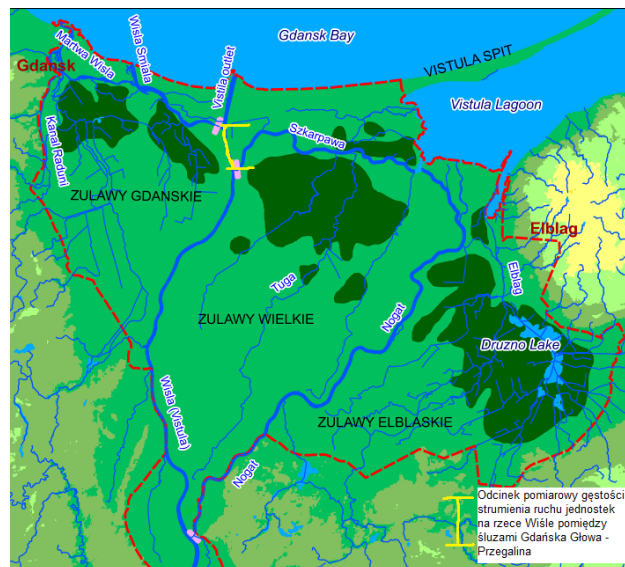 Gdansk Bay
Wisla Smiala
Martwa Wisla
Vistila outlet
VISTULA SPIT
Gdansk
Vistula Lagoon
Szkarpawa
Kanal Raduni
ZULAWY GDANSKIE
Elblag
Elblag
Tuga
ZULAWY WIELKIE
Nogat
Druzno Lake
Wisla (Vistula)
ZULAWY ELBLASKIE
Nogat
Odcinek pomiarowy gęstości
strumienia ruchu jednostek
na rzece Wiśle pomiędzy
śluzami Gdańska Głowa -
Przegalina